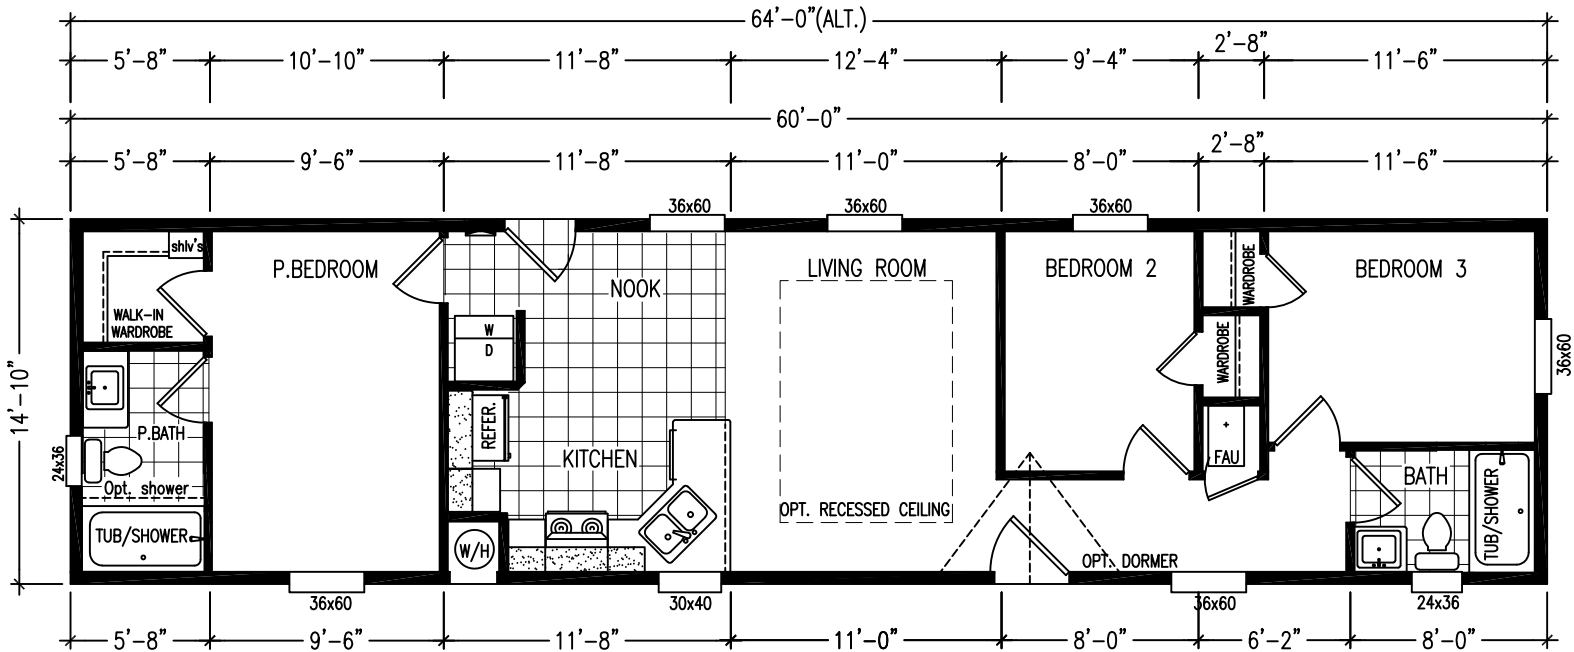 64'-0"(ALT.)
2'-8"
5'-8" 10'-10" 11'-8" 12'-4" 9'-4" 11'-6"
60'-0"
2'-8"
5'-8" 9'-6" 11'-8" 11'-0" 8'-0" 11'-6"
36x60 36x60 36x60
shlv's
P.BEDROOM
NOOK
LIVING ROOM
BEDROOM 2
WARDROBE
BEDROOM 3
WALK-IN
WARDROBE
W
D
WARDROBE
36x60
14'-10"
P.BATH
24x36
Opt. shower
TUB/SHOWER
REFER.
KITCHEN
W/H
OPT. RECESSED CEILING
FAU
BATH
TUB/SHOWER
OPT. DORMER
36x60 30x40 36x60 24x36
5'-8" 9'-6" 11'-8" 11'-0" 8'-0" 6'-2" 8'-0"